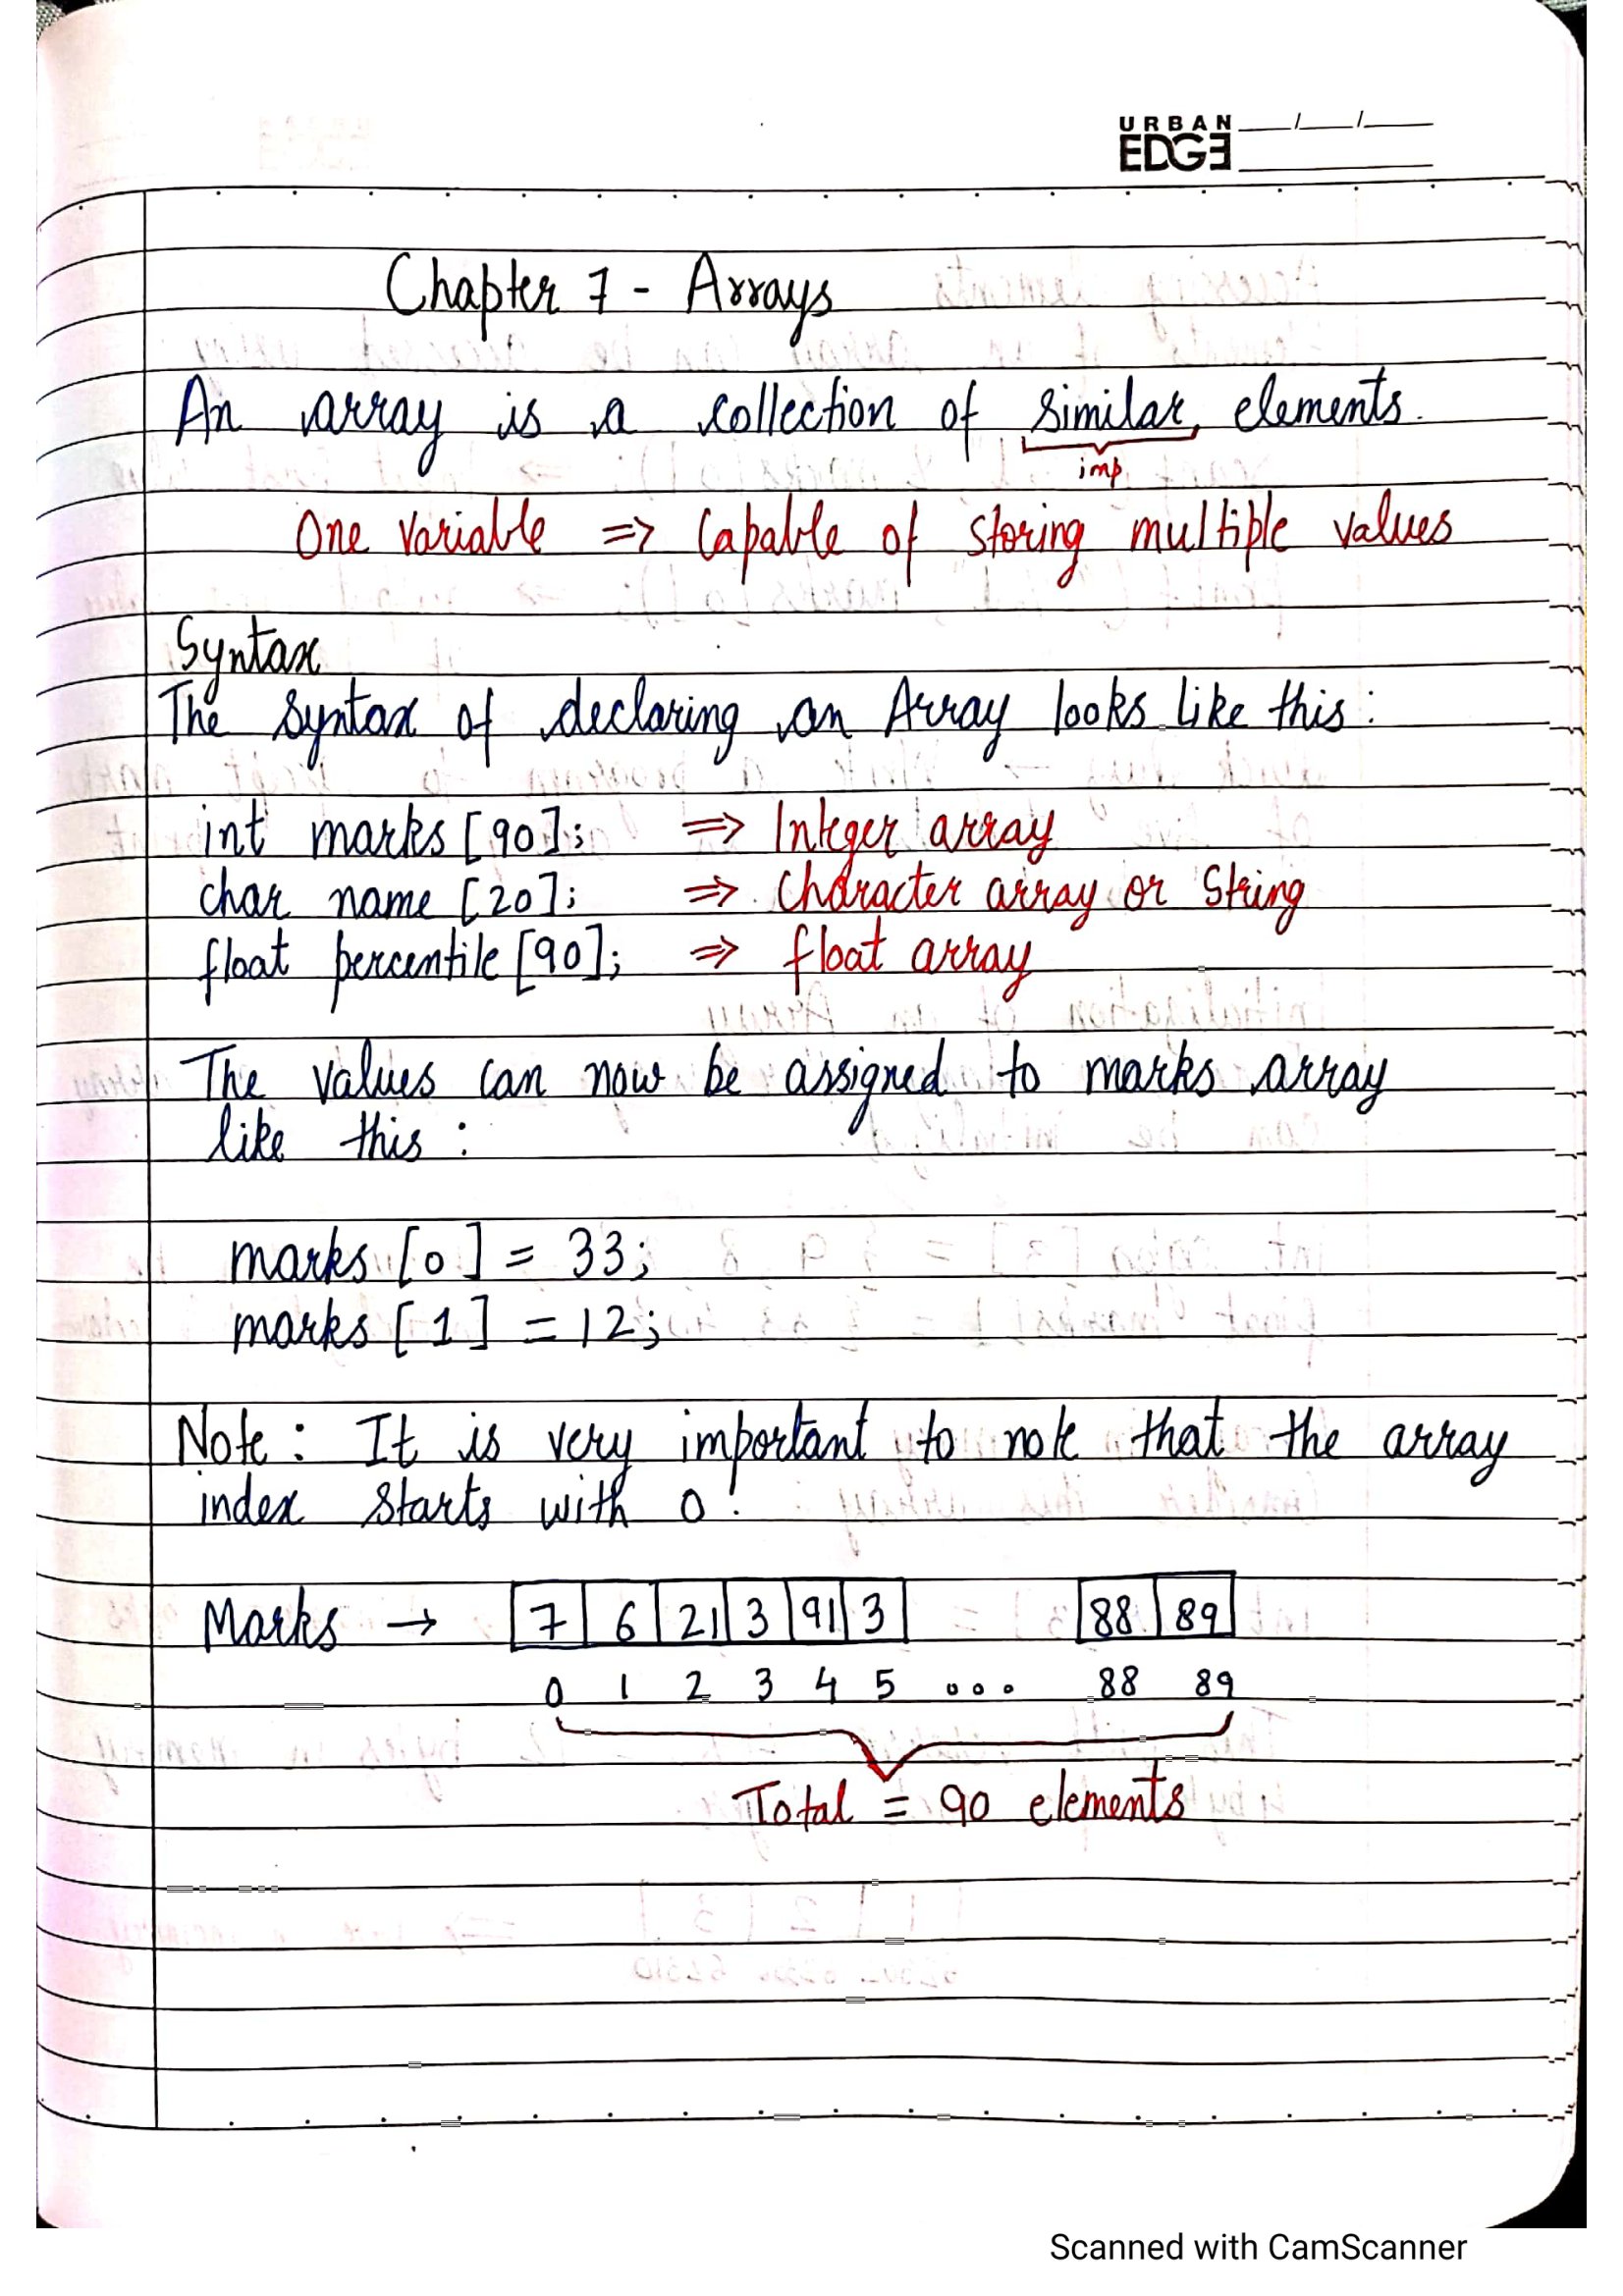 URBAN
EDGE
Chapter 7 - Arrays
An array is a collection of similar elements.
imp
One variable => Capable of storing multiple values
Syntax
The syntax of declaring an Array looks like this:
int marks [90]; => Integer array
char name [20]; => Character array or String
float percentile [90]; => float array
The values can now be assigned to marks array
like this :
marks [0] = 33;
marks [1] = 12;
Note : It is very important to note that the array
index starts with 0!
Marks → 7 6 21 3 91 3 88 89
0 1 2 3 4 5 ... 88 89
Total = 90 elements
Scanned with CamScanner